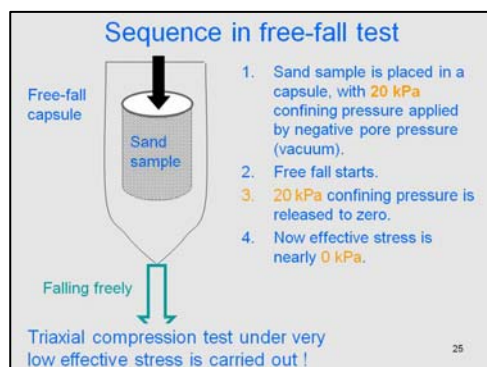 Sequence in free-fall test
Free-fall
capsule
Sand
sample
Falling freely
1. Sand sample is placed in a
capsule, with 20 kPa
confining pressure applied
by negative pore pressure
(vacuum).
2. Free fall starts.
3. 20 kPa confining pressure is
released to zero.
4. Now effective stress is
nearly 0 kPa.
Triaxial compression test under very
low effective stress is carried out !
25